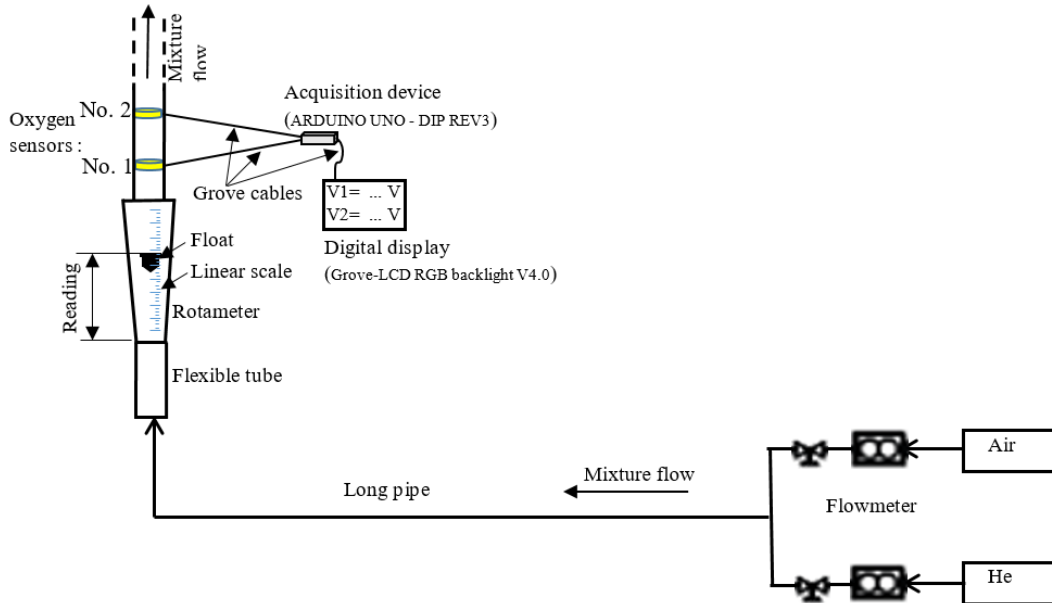 Mixture
flow
No. 2
Oxygen
sensors :
No. 1
Acquisition device
(ARDUINO UNO - DIP REV3)
Grove cables
V1= ... V
V2= ... V
Digital display
(Grove-LCD RGB backlight V4.0)
Float
Linear scale
Reading
Rotameter
Flexible tube
Long pipe
Mixture flow
Air
Flowmeter
He